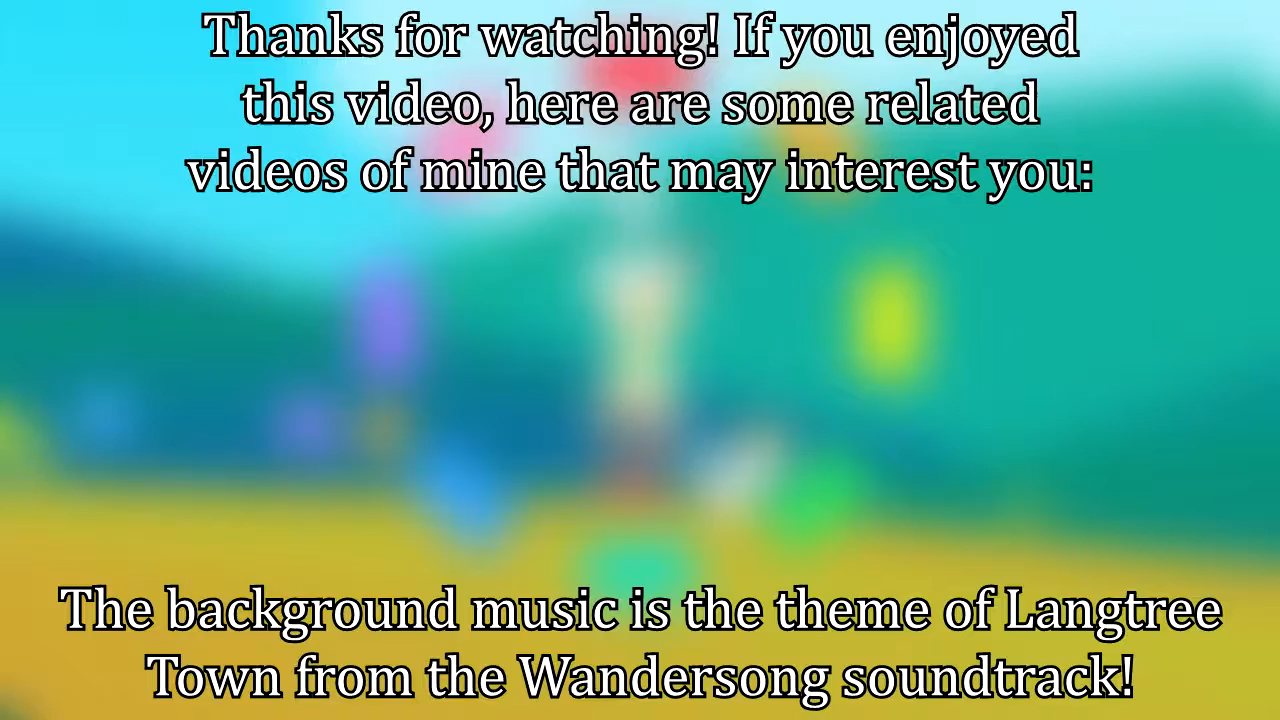 Thanks for watching! If you enjoyed
this video, here are some related
videos of mine that may interest you:
The background music is the theme of Langtree
Town from the Wandersong soundtrack!